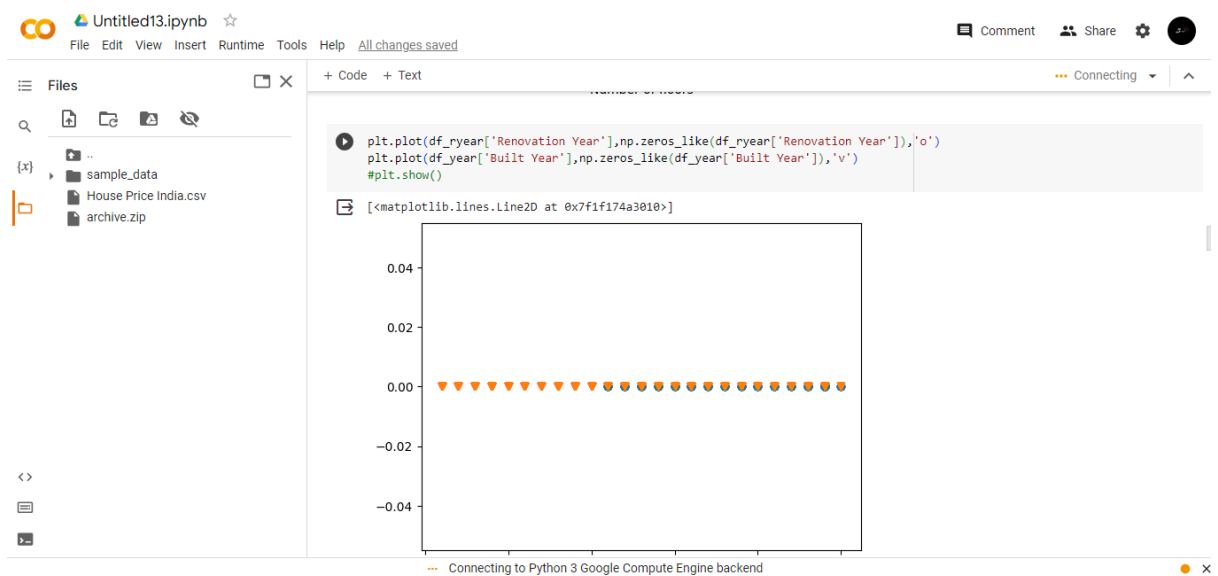 Untitled13.ipynb
File Edit View Insert Runtime Tools Help All changes saved
Comment Share
Files
+ Code + Text
Connecting
Number of floors
{x}
..
sample_data
House Price India.csv
archive.zip
plt.plot(df_ryear['Renovation Year'],np.zeros_like(df_ryear['Renovation Year']),'o')
plt.plot(df_year['Built Year'],np.zeros_like(df_year['Built Year']),'v')
#plt.show()
[<matplotlib.lines.Line2D at 0x7f1f174a3010>]
0.04
0.02
0.00
−0.02
−0.04
Connecting to Python 3 Google Compute Engine backend